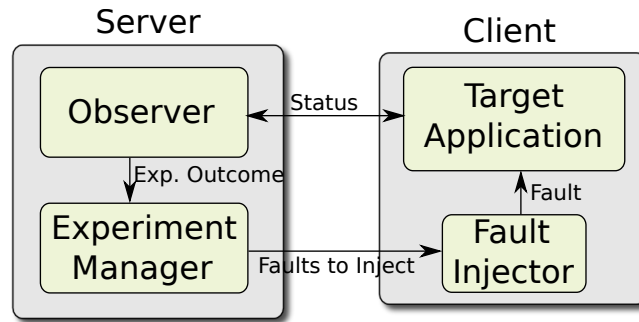 Server
Client
Observer
Status
Target
Application
Exp. Outcome
Fault
Experiment
Manager
Faults to Inject
Fault
Injector